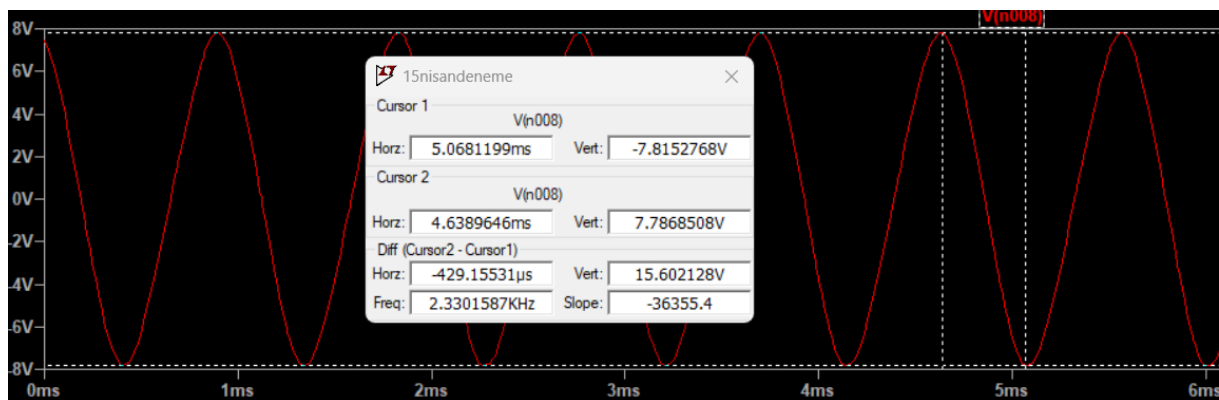 V(n008)
8V
6V
4V
2V
0V
-2V
-4V
-6V
-8V
15nisandeneme
Cursor 1
V(n008)
Horz: 5.0681199ms Vert: -7.8152768V
Cursor 2
V(n008)
Horz: 4.6389646ms Vert: 7.7868508V
Diff (Cursor2 - Cursor1)
Horz: -429.15531µs Vert: 15.602128V
Freq: 2.3301587KHz Slope: -36355.4
0ms 1ms 2ms 3ms 4ms 5ms 6ms